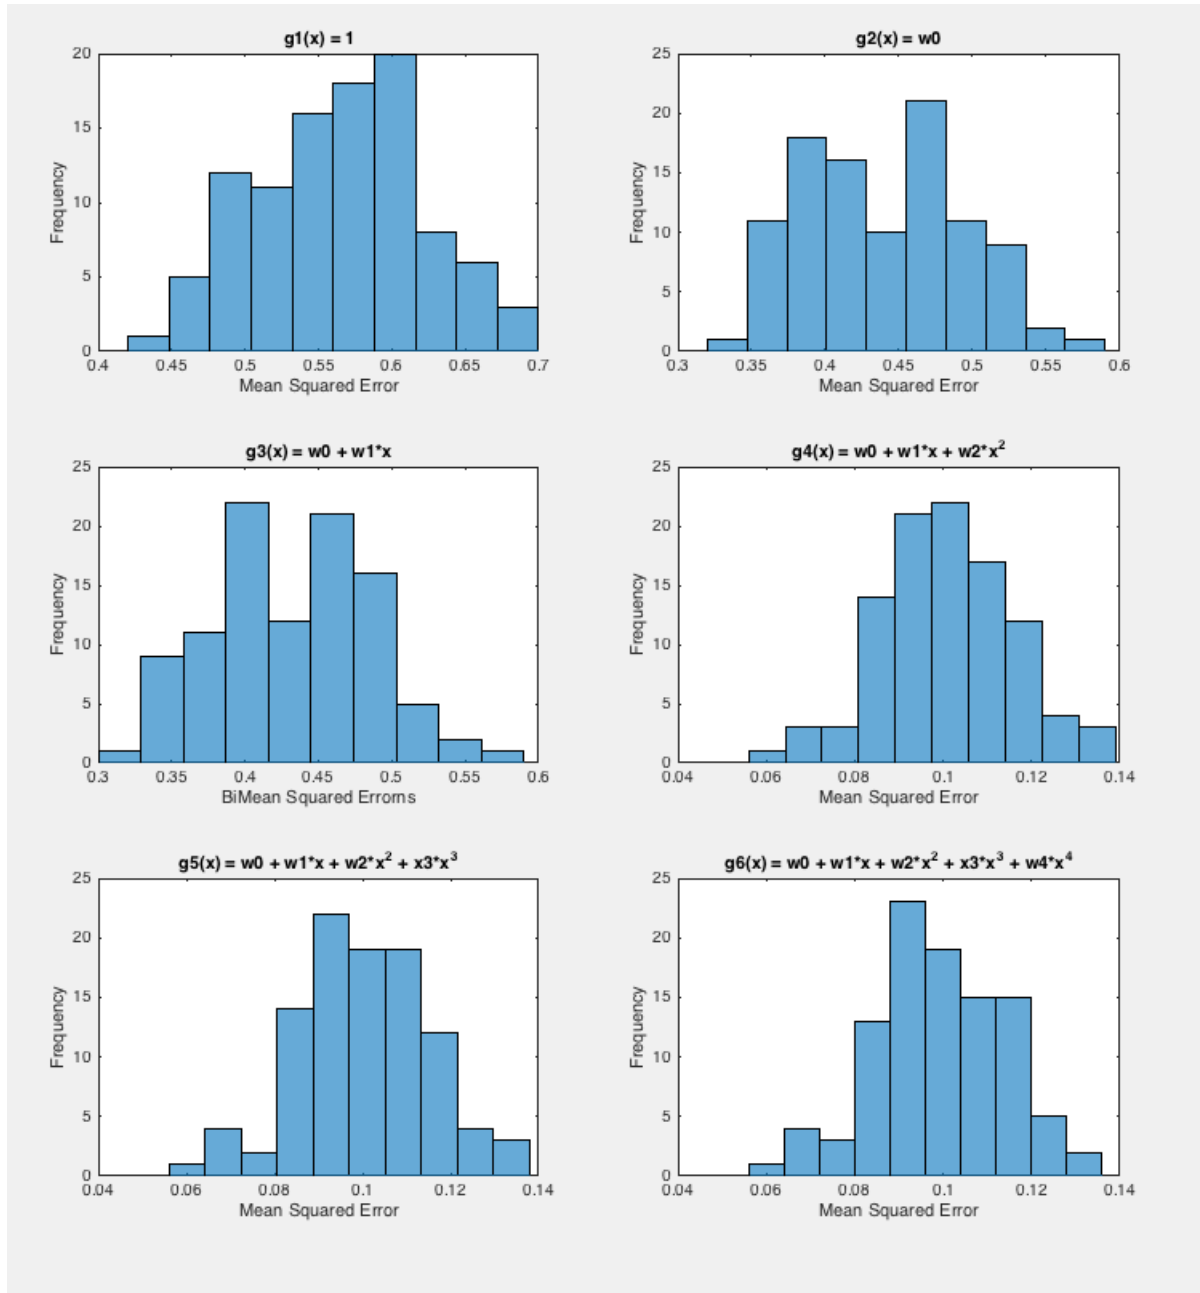 g1(x) = 1
20
15
10
5
0
Frequency
0.4 0.45 0.5 0.55 0.6 0.65 0.7
Mean Squared Error
g2(x) = w0
25
20
15
10
5
0
Frequency
0.3 0.35 0.4 0.45 0.5 0.55 0.6
Mean Squared Error
g3(x) = w0 + w1*x
25
20
15
10
5
0
Frequency
0.3 0.35 0.4 0.45 0.5 0.55 0.6
BiMean Squared Errorns
g4(x) = w0 + w1*x + w2*x²
25
20
15
10
5
0
Frequency
0.04 0.06 0.08 0.1 0.12 0.14
Mean Squared Error
g5(x) = w0 + w1*x + w2*x² + x3*x³
25
20
15
10
5
0
Frequency
0.04 0.06 0.08 0.1 0.12 0.14
Mean Squared Error
g6(x) = w0 + w1*x + w2*x² + x3*x³ + w4*x⁴
25
20
15
10
5
0
Frequency
0.04 0.06 0.08 0.1 0.12 0.14
Mean Squared Error